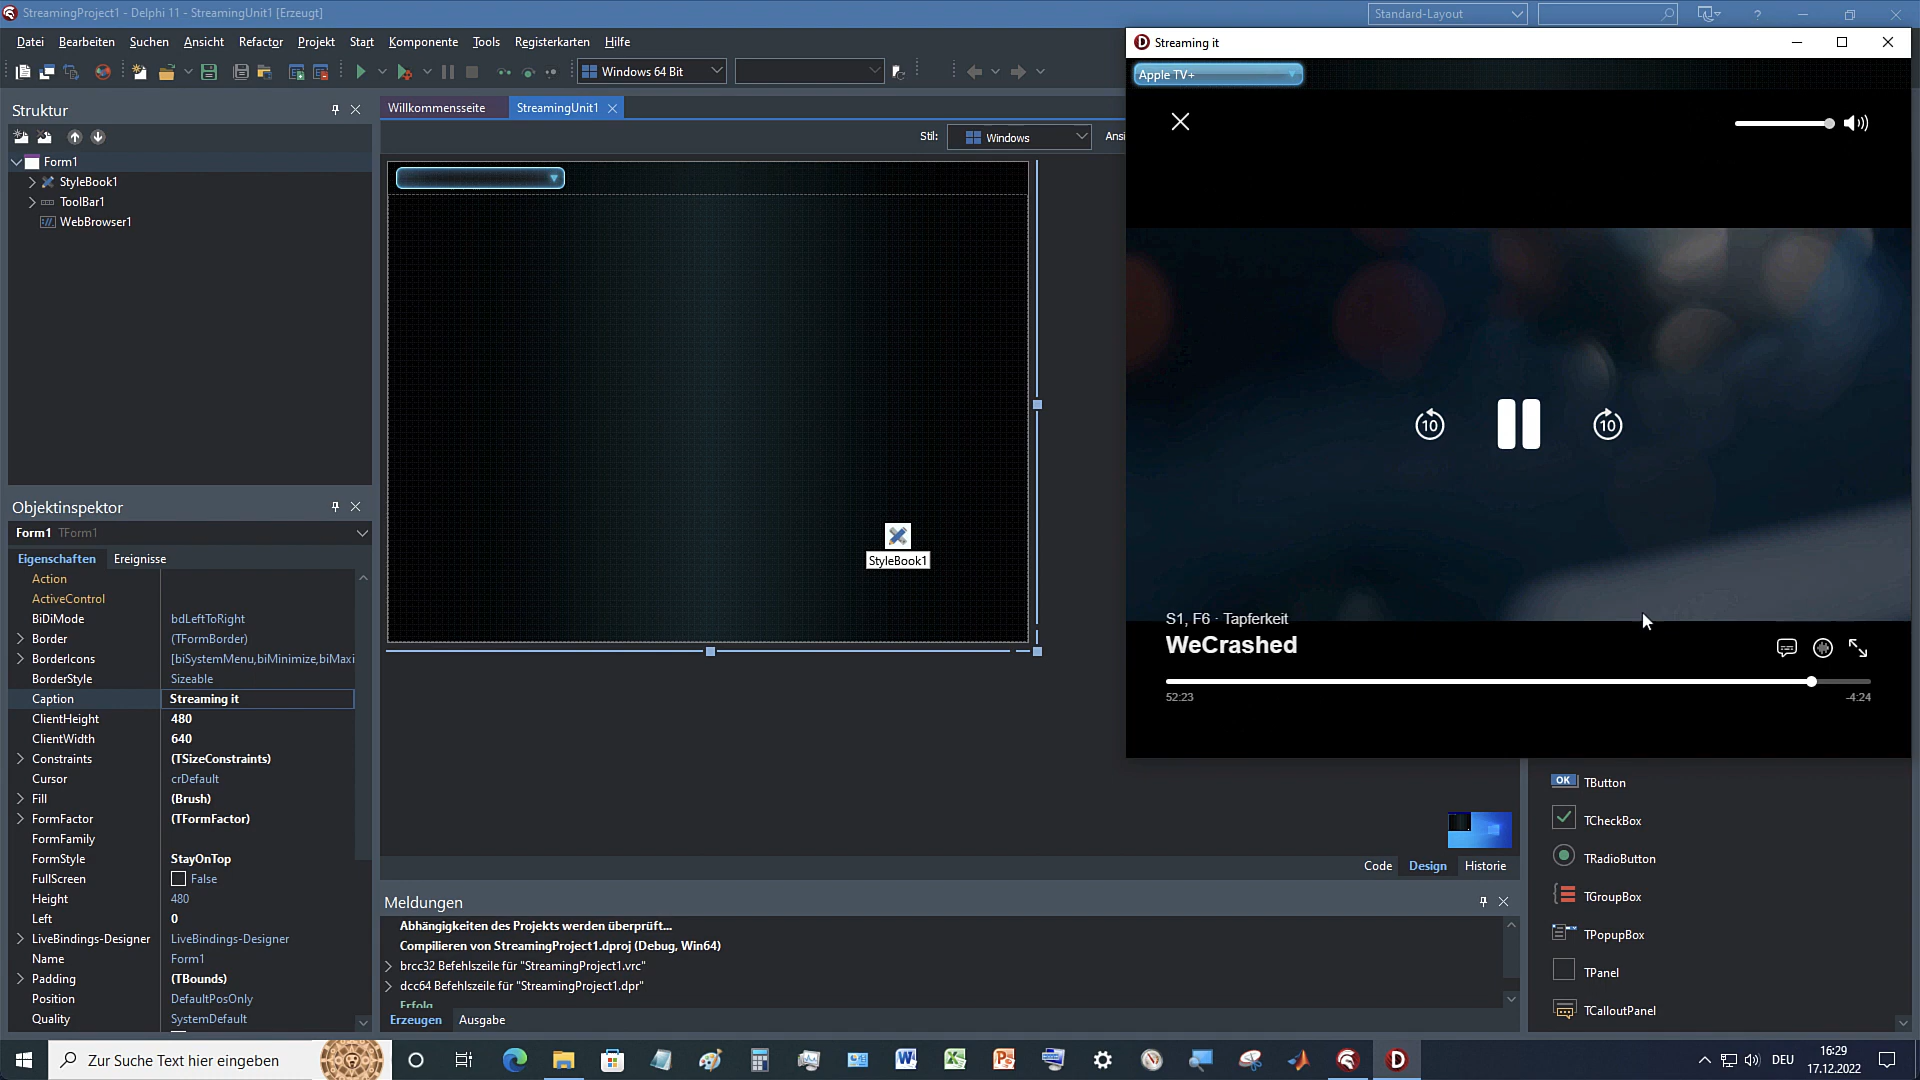 StreamingProject1 - Delphi 11 - StreamingUnit1 [Erzeugt]
Standard-Layout
Datei Bearbeiten Suchen Ansicht Refactor Projekt Start Komponente Tools Registerkarten Hilfe
Windows 64 Bit
Struktur
Form1
StyleBook1
ToolBar1
WebBrowser1
Willkommensseite
StreamingUnit1
Stil:
Windows
Ansi
StyleBook1
Streaming it
Apple TV+
10
10
S1, F6 · Tapferkeit
WeCrashed
52:23
-4:24
Objektinspektor
Form1 TForm1
Eigenschaften Ereignisse
Action
ActiveControl
BiDiMode bdLeftToRight
Border (TFormBorder)
BorderIcons [biSystemMenu,biMinimize,biMaxi
BorderStyle Sizeable
Caption Streaming it
ClientHeight 480
ClientWidth 640
Constraints (TSizeConstraints)
Cursor crDefault
Fill (Brush)
FormFactor (TFormFactor)
FormFamily
FormStyle StayOnTop
FullScreen False
Height 480
Left 0
LiveBindings-Designer LiveBindings-Designer
Name Form1
Padding (TBounds)
Position DefaultPosOnly
Quality SystemDefault
Code Design Historie
Meldungen
Abhängigkeiten des Projekts werden überprüft...
Compilieren von StreamingProject1.dproj (Debug, Win64)
brcc32 Befehlszeile für "StreamingProject1.vrc"
dcc64 Befehlszeile für "StreamingProject1.dpr"
Erfolg
Erzeugen Ausgabe
OK TButton
TCheckBox
TRadioButton
TGroupBox
TPopupBox
TPanel
TCalloutPanel
Zur Suche Text hier eingeben
DEU
16:29
17.12.2022